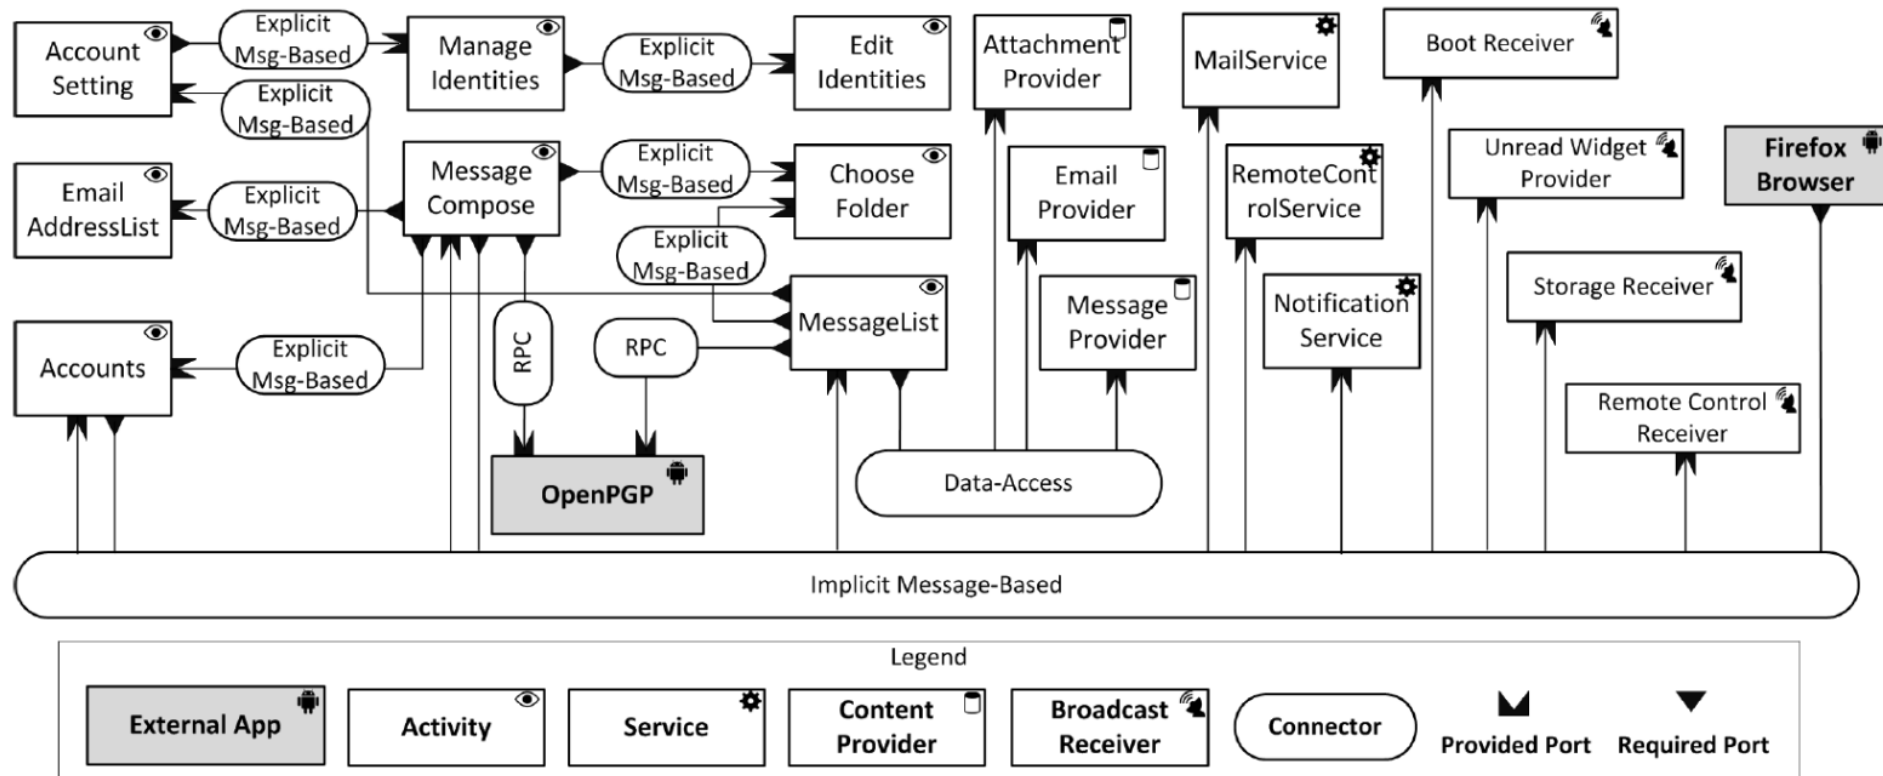 Account
Setting
Explicit
Msg-Based
Manage
Identities
Explicit
Msg-Based
Edit
Identities
Attachment
Provider
MailService
Boot Receiver
Explicit
Msg-Based
Email
AddressList
Explicit
Msg-Based
Message
Compose
Explicit
Msg-Based
Choose
Folder
Email
Provider
RemoteCont
rolService
Unread Widget
Provider
Firefox
Browser
Explicit
Msg-Based
Accounts
Explicit
Msg-Based
RPC
RPC
MessageList
Message
Provider
Notification
Service
Storage Receiver
Remote Control
Receiver
OpenPGP
Data-Access
Implicit Message-Based
Legend
External App
Activity
Service
Content
Provider
Broadcast
Receiver
Connector
Provided Port
Required Port